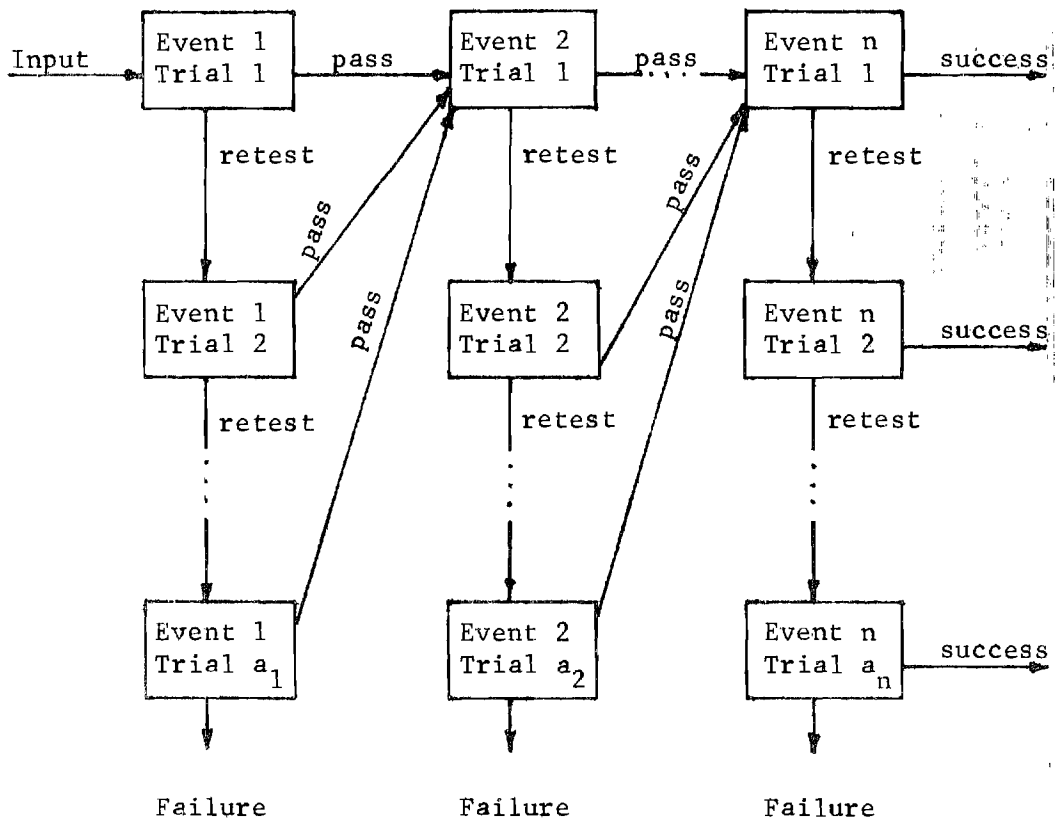 Input
Event 1
Trial 1
pass
Event 2
Trial 1
pass
Event n
Trial 1
success
retest
retest
retest
pass
pass
pass
pass
Event 1
Trial 2
Event 2
Trial 2
Event n
Trial 2
success
retest
retest
retest
Event 1
Trial a1
Event 2
Trial a2
Event n
Trial an
success
Failure
Failure
Failure